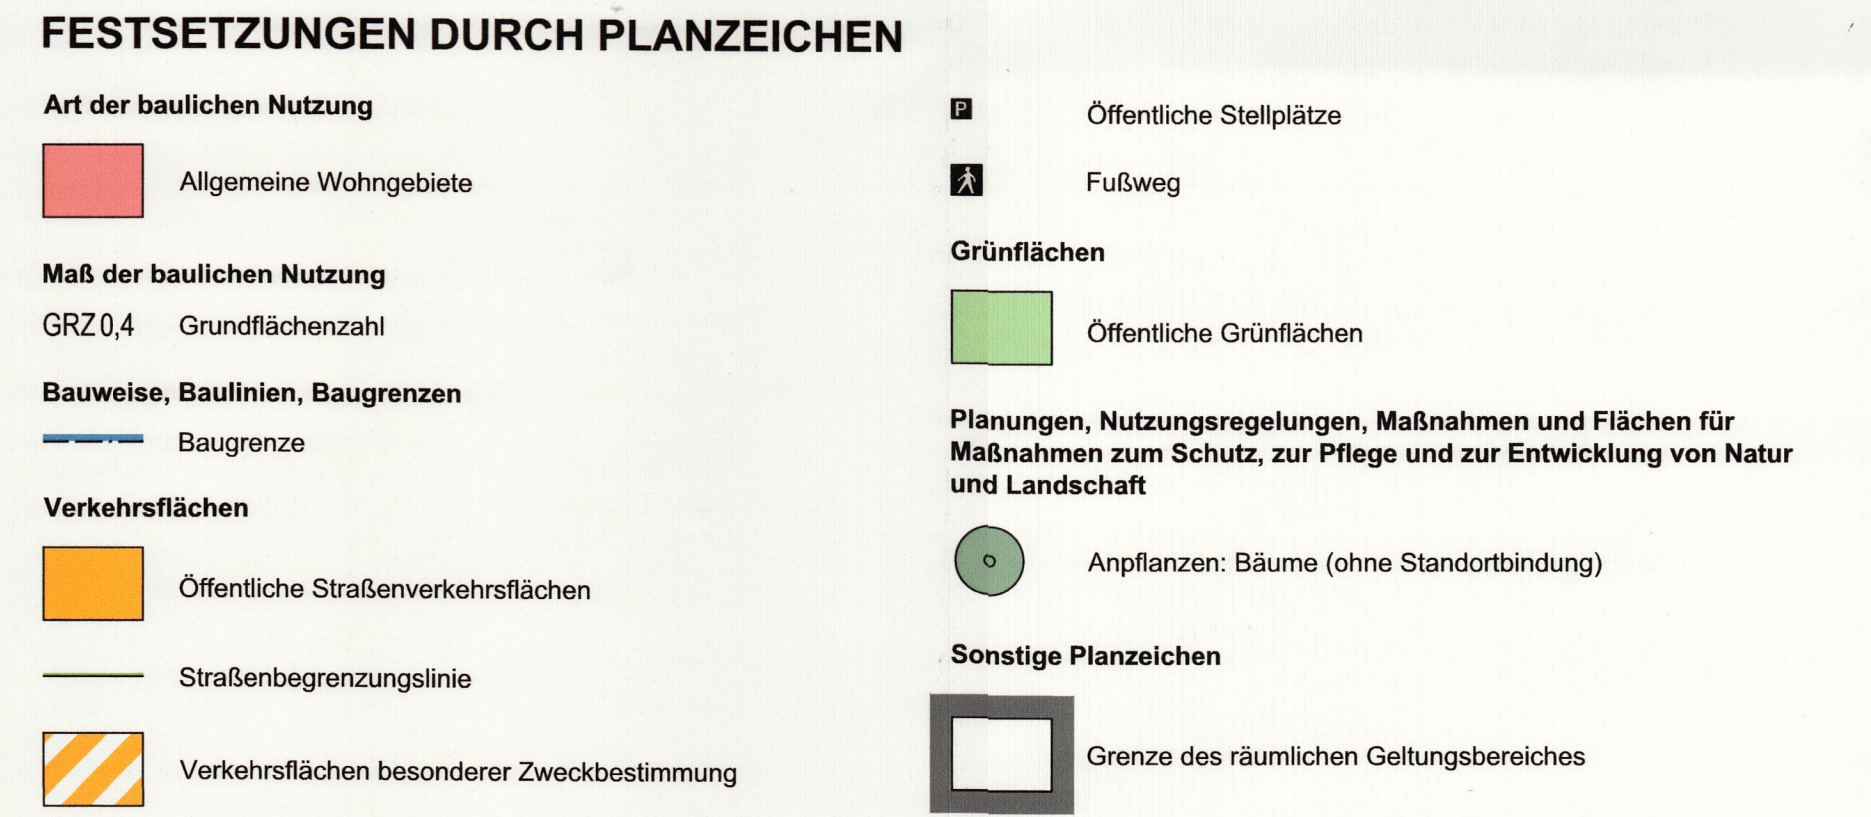 FESTSETZUNGEN DURCH PLANZEICHEN
Art der baulichen Nutzung
Allgemeine Wohngebiete
Maß der baulichen Nutzung
GRZ 0,4 Grundflächenzahl
Bauweise, Baulinien, Baugrenzen
Baugrenze
Verkehrsflächen
Öffentliche Straßenverkehrsflächen
Straßenbegrenzungslinie
Verkehrsflächen besonderer Zweckbestimmung
P Öffentliche Stellplätze
Fußweg
Grünflächen
Öffentliche Grünflächen
Planungen, Nutzungsregelungen, Maßnahmen und Flächen für
Maßnahmen zum Schutz, zur Pflege und zur Entwicklung von Natur
und Landschaft
Anpflanzen: Bäume (ohne Standortbindung)
Sonstige Planzeichen
Grenze des räumlichen Geltungsbereiches